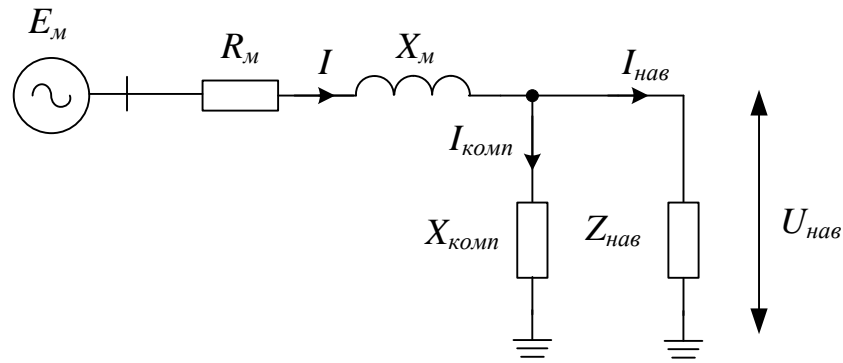 Eм
Rм
I
Xм
Iнав
Iкомп
Xкомп
Zнав
Uнав